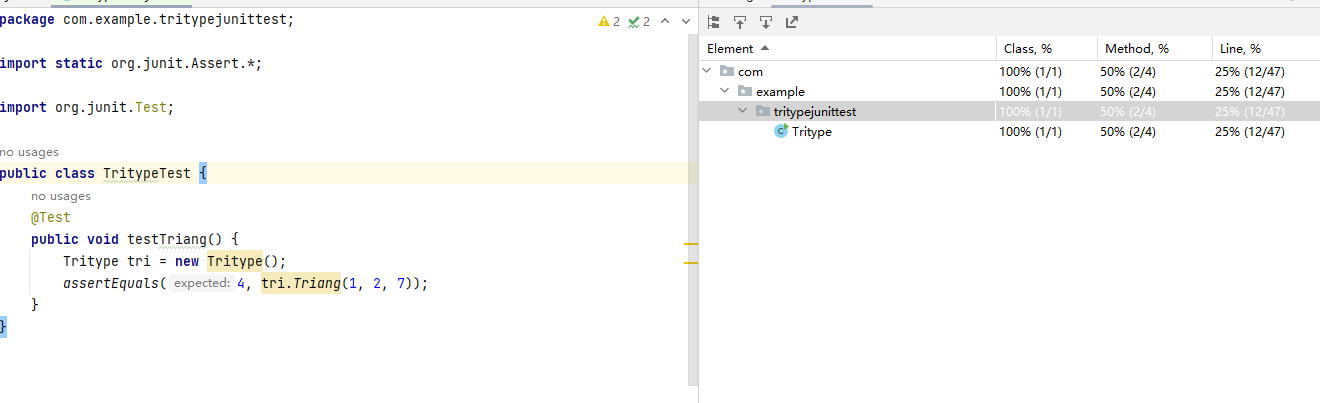 package com.example.tritypejunittest;
2 2
import static org.junit.Assert.*;
import org.junit.Test;
no usages
public class TritypeTest {
no usages
@Test
public void testTriang() {
Tritype tri = new Tritype();
assertEquals( expected: 4, tri.Triang(1, 2, 7));
}
}
Element Class, % Method, % Line, %
com 100% (1/1) 50% (2/4) 25% (12/47)
example 100% (1/1) 50% (2/4) 25% (12/47)
tritypejunittest 100% (1/1) 50% (2/4) 25% (12/47)
C Tritype 100% (1/1) 50% (2/4) 25% (12/47)